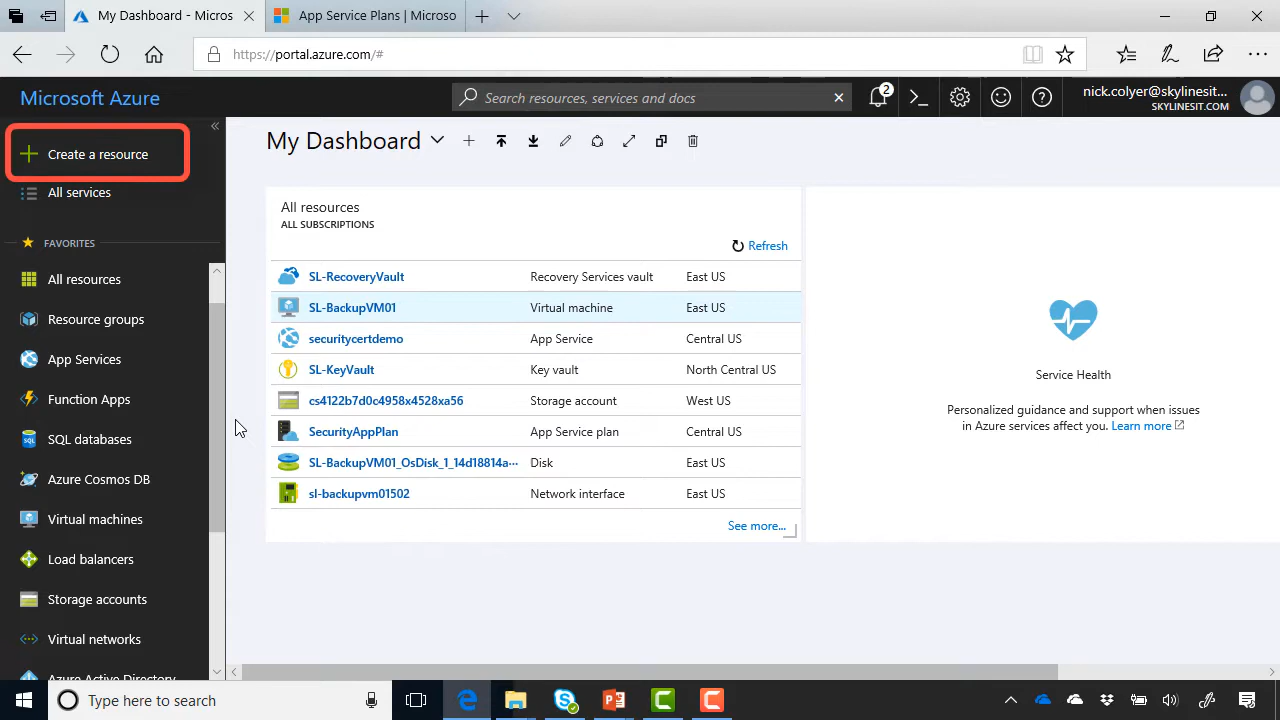 My Dashboard - Micros
App Service Plans | Microso
https://portal.azure.com/#
Microsoft Azure
Search resources, services and docs
2
nick.colyer@skylinesit...
SKYLINESIT.COM
Create a resource
All services
FAVORITES
All resources
Resource groups
App Services
Function Apps
SQL databases
Azure Cosmos DB
Virtual machines
Load balancers
Storage accounts
Virtual networks
Azure Active Directory
My Dashboard
All resources
ALL SUBSCRIPTIONS
Refresh
SL-RecoveryVault Recovery Services vault East US
SL-BackupVM01 Virtual machine East US
securitycertdemo App Service Central US
SL-KeyVault Key vault North Central US
cs4122b7d0c4958x4528xa56 Storage account West US
SecurityAppPlan App Service plan Central US
SL-BackupVM01_OsDisk_1_14d18814a··· Disk East US
sl-backupvm01502 Network interface East US
See more...
Service Health
Personalized guidance and support when issues
in Azure services affect you. Learn more
Type here to search